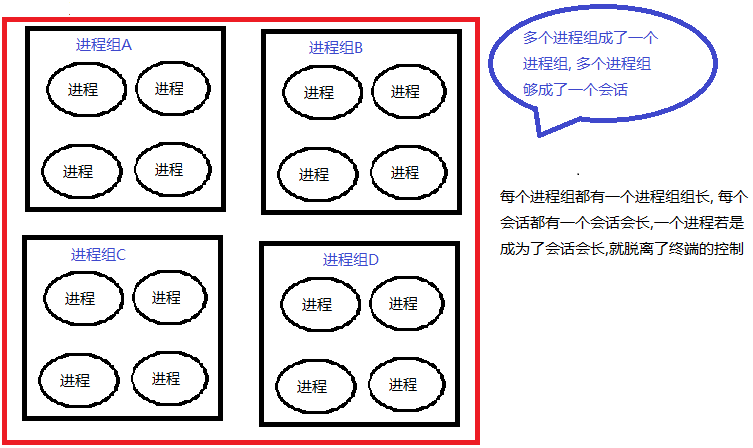 进程组A
进程 进程
进程 进程
进程组B
进程 进程
进程 进程
进程组C
进程 进程
进程 进程
进程组D
进程 进程
进程 进程
多个进程组成了一个
进程组, 多个进程组
够成了一个会话
每个进程组都有一个进程组组长, 每个
会话都有一个会话会长,一个进程若是
成为了会话会长,就脱离了终端的控制